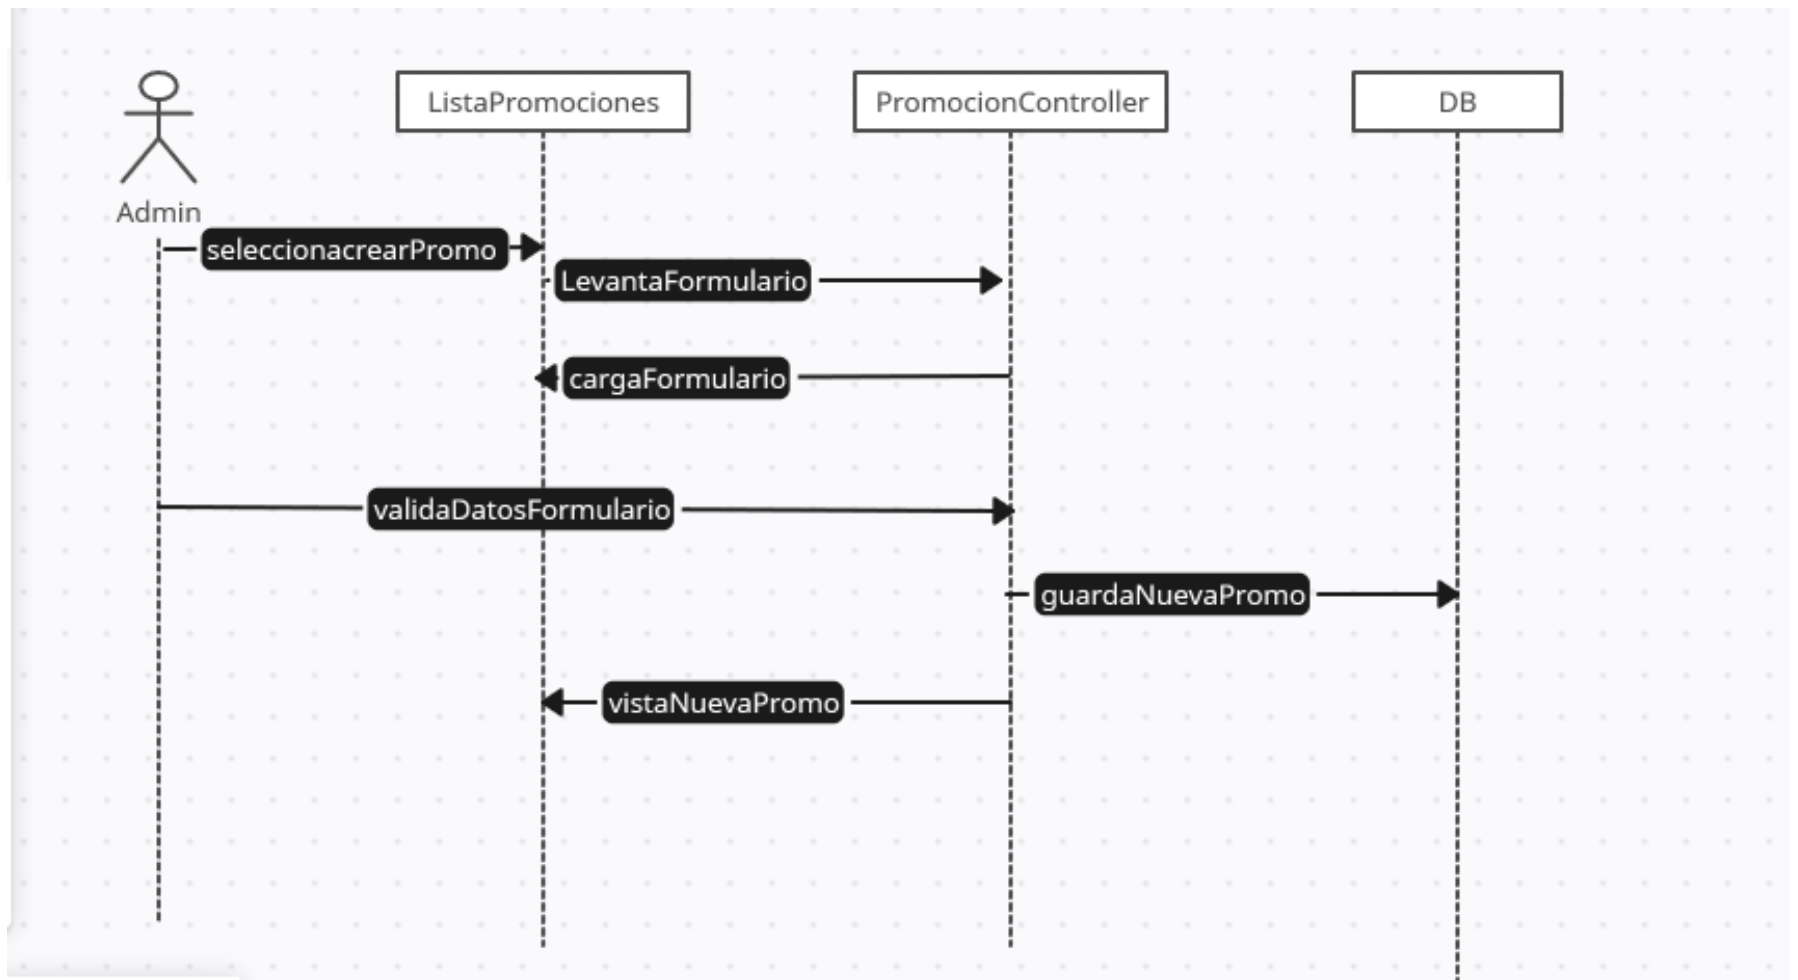 ListaPromociones
PromocionController
DB
Admin
seleccionacrearPromo
LevantaFormulario
cargaFormulario
validaDatosFormulario
guardaNuevaPromo
vistaNuevaPromo